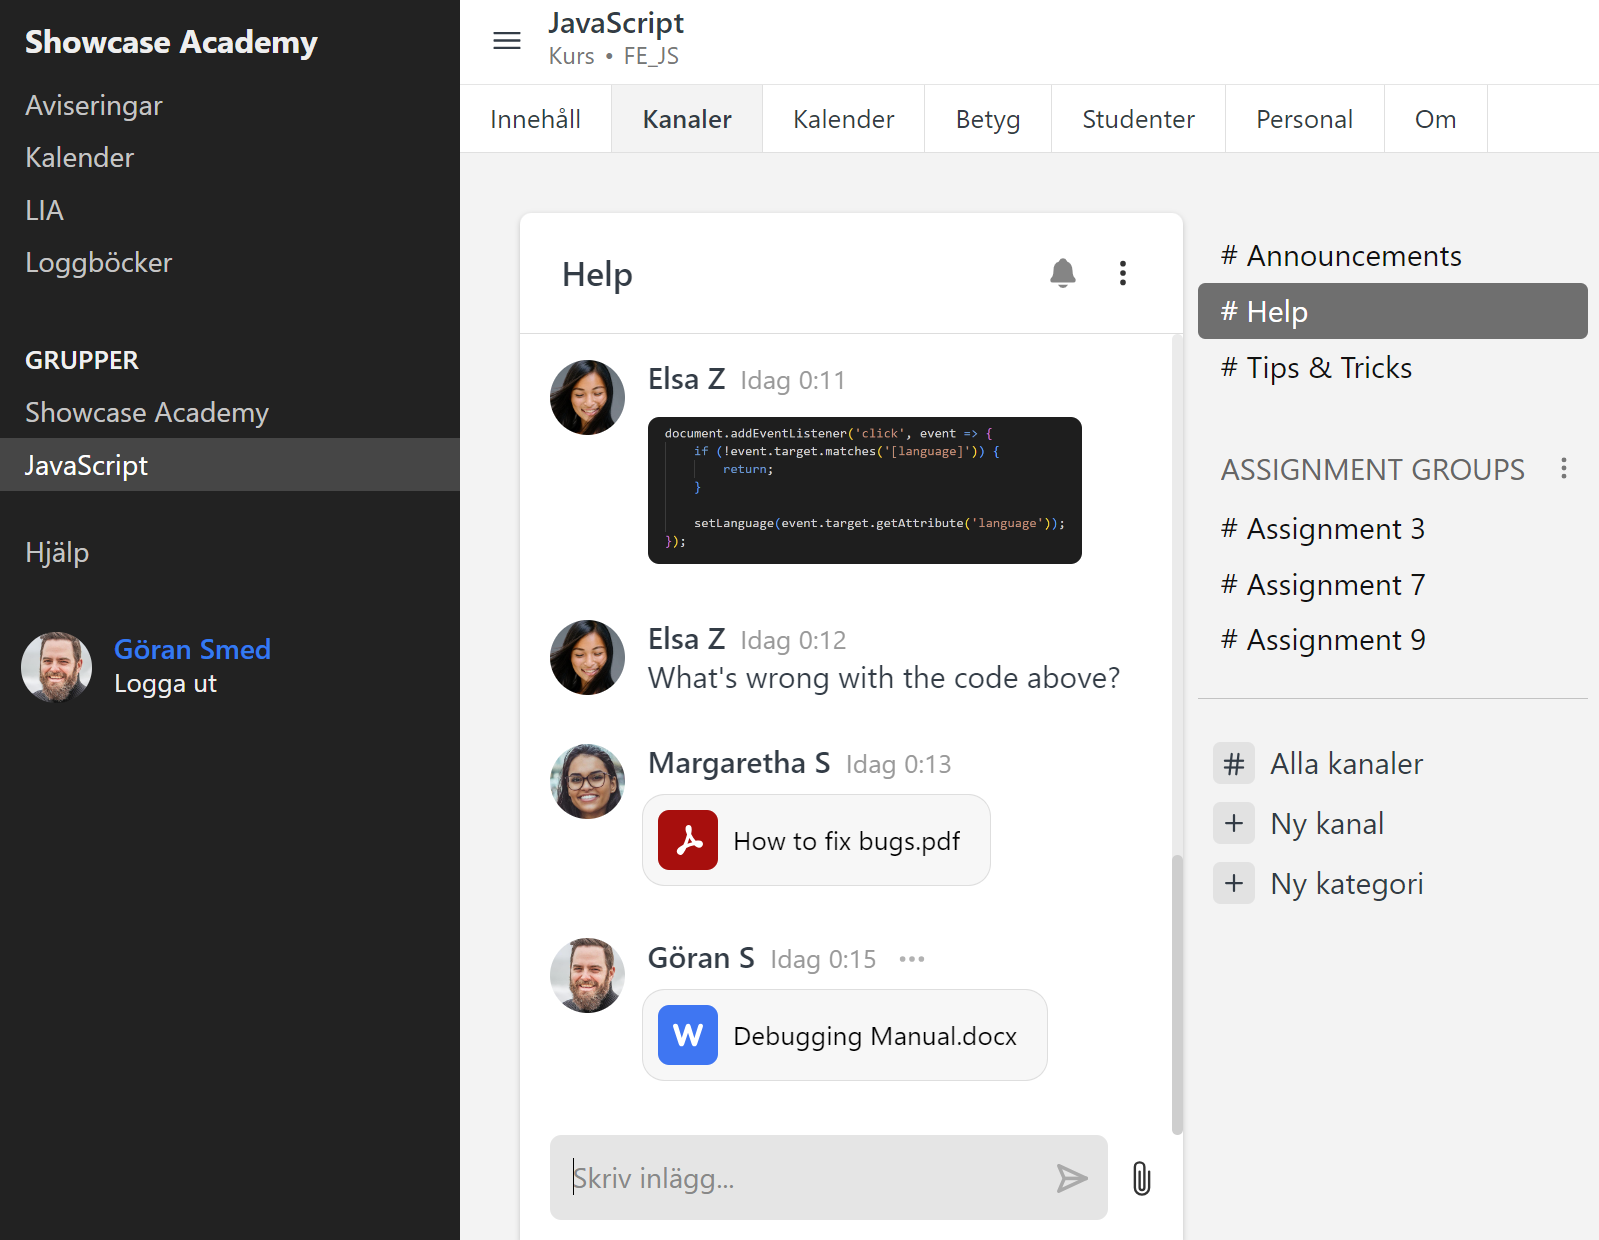 Showcase Academy
Aviseringar
Kalender
LIA
Loggböcker
GRUPPER
Showcase Academy
JavaScript
Hjälp
Göran Smed
Logga ut
JavaScript
Kurs • FE_JS
Innehåll Kanaler Kalender Betyg Studenter Personal Om
Help
Elsa Z Idag 0:11
document.addEventListener('click', event => {
    if (!event.target.matches('[language]')) {
        return;
    }
    setLanguage(event.target.getAttribute('language'));
});
Elsa Z Idag 0:12
What's wrong with the code above?
Margaretha S Idag 0:13
How to fix bugs.pdf
Göran S Idag 0:15 •••
W Debugging Manual.docx
Skriv inlägg...
# Announcements
# Help
# Tips & Tricks
ASSIGNMENT GROUPS
# Assignment 3
# Assignment 7
# Assignment 9
# Alla kanaler
+ Ny kanal
+ Ny kategori